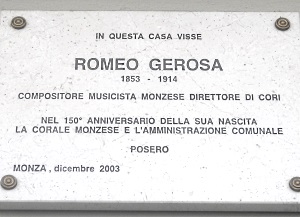 IN QUESTA CASA VISSE
ROMEO GEROSA
1853 - 1914
COMPOSITORE MUSICISTA MONZESE DIRETTORE DI CORI
NEL 150° ANNIVERSARIO DELLA SUA NASCITA
LA CORALE MONZESE E L'AMMINISTRAZIONE COMUNALE
POSERO
MONZA, dicembre 2003